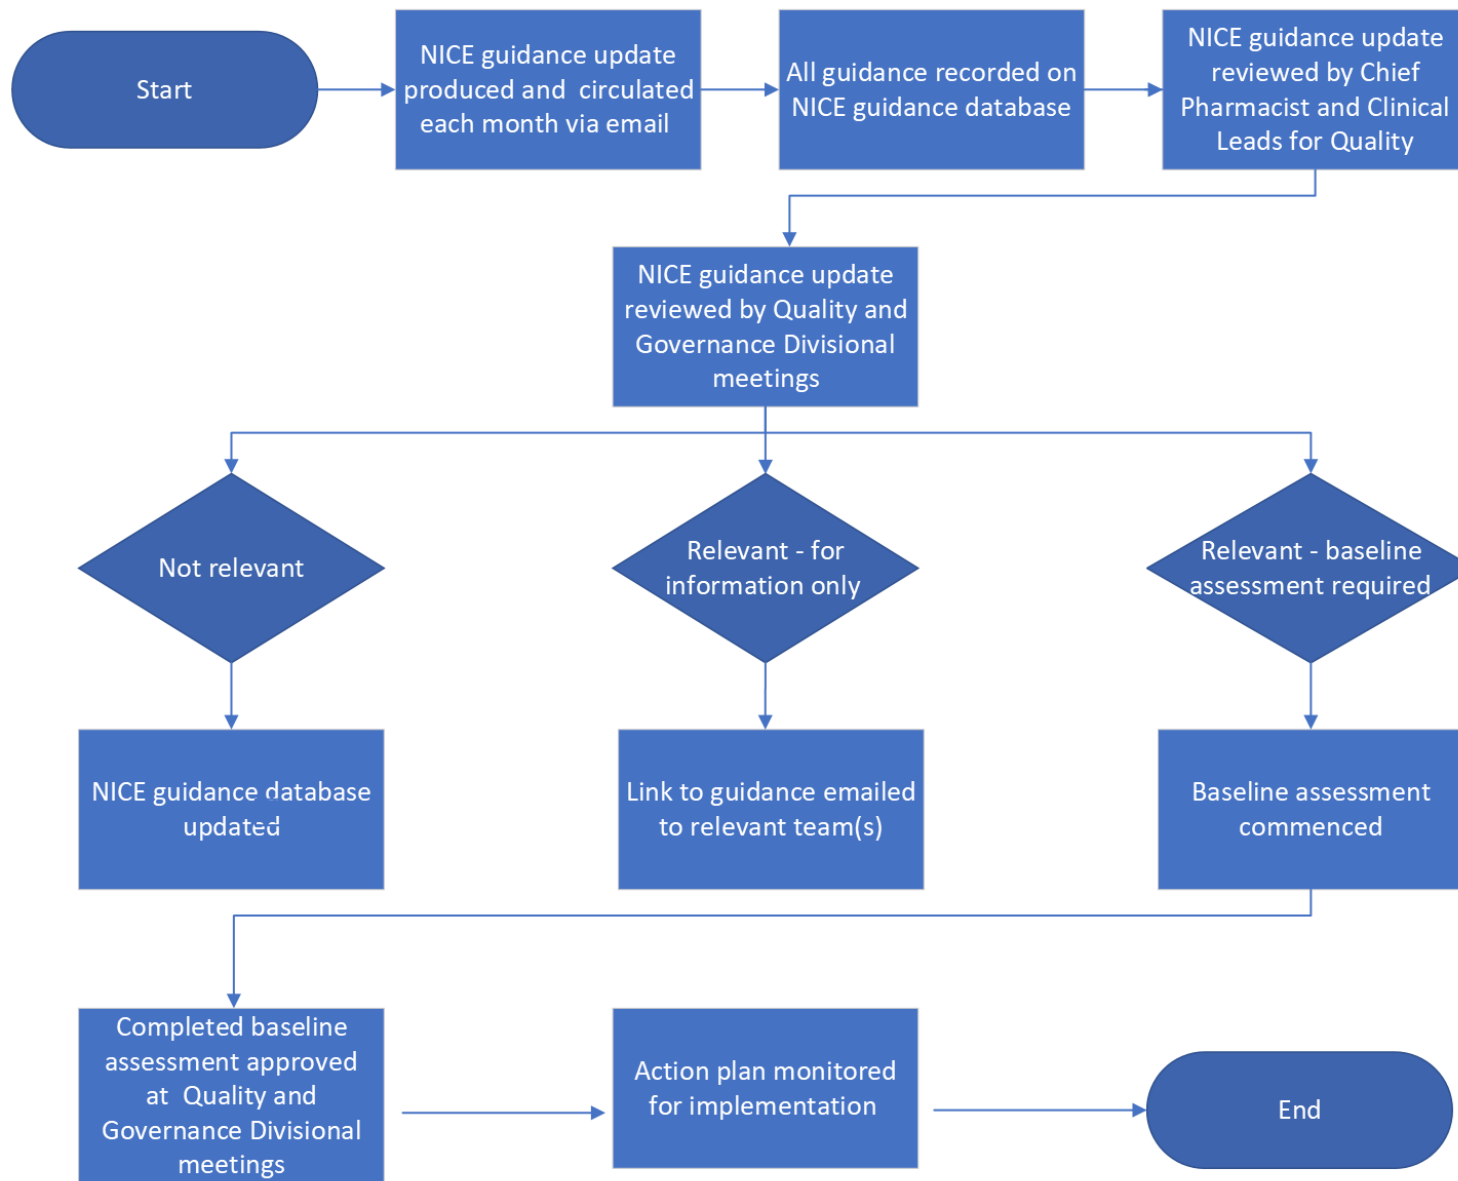 Start
NICE guidance update
produced and circulated
each month via email
All guidance recorded on
NICE guidance database
NICE guidance update
reviewed by Chief
Pharmacist and Clinical
Leads for Quality
NICE guidance update
reviewed by Quality and
Governance Divisional
meetings
Not relevant
Relevant - for
information only
Relevant - baseline
assessment required
NICE guidance database
updated
Link to guidance emailed
to relevant team(s)
Baseline assessment
commenced
Completed baseline
assessment approved
at Quality and
Governance Divisional
meetings
Action plan monitored
for implementation
End